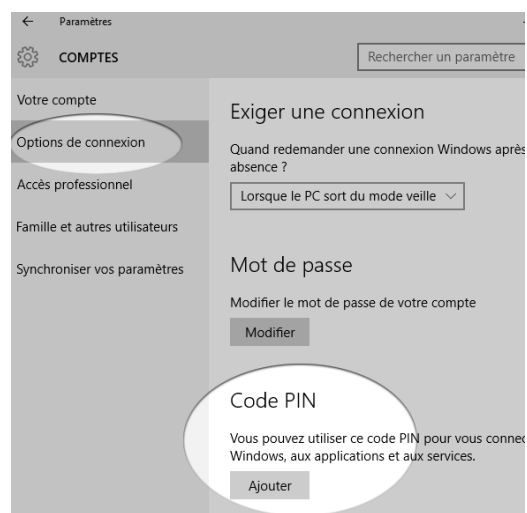 Paramètres
COMPTES
Rechercher un paramètre
Votre compte
Options de connexion
Accès professionnel
Famille et autres utilisateurs
Synchroniser vos paramètres
Exiger une connexion
Quand redemander une connexion Windows après
absence ?
Lorsque le PC sort du mode veille
Mot de passe
Modifier le mot de passe de votre compte
Modifier
Code PIN
Vous pouvez utiliser ce code PIN pour vous connec
Windows, aux applications et aux services.
Ajouter